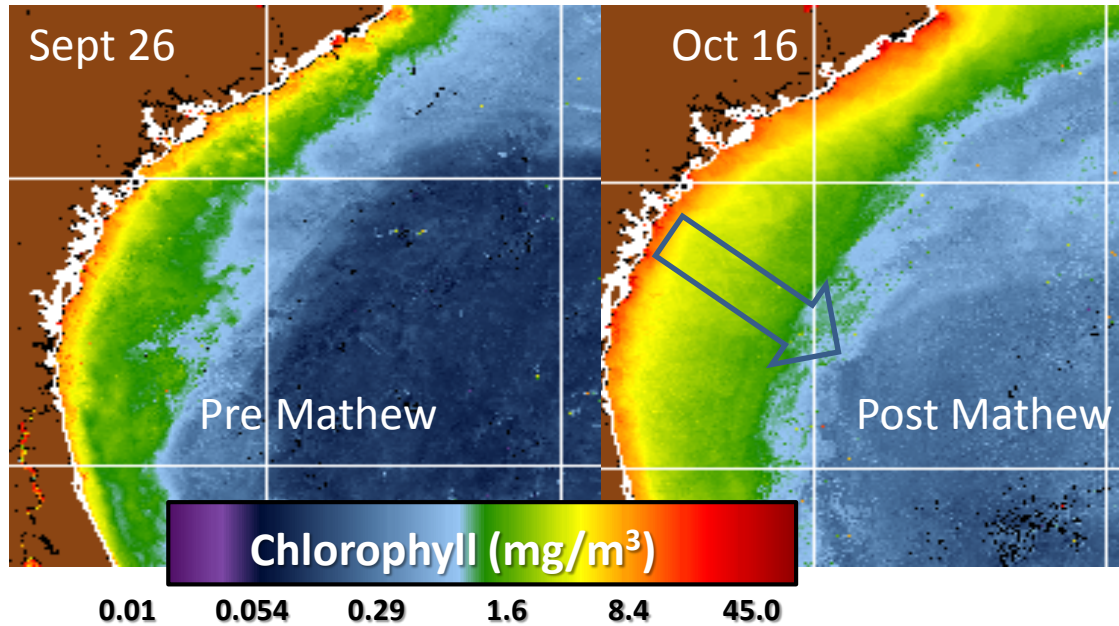 Sept 26
Oct 16
Pre Mathew
Post Mathew
Chlorophyll (mg/m³)
0.01 0.054 0.29 1.6 8.4 45.0